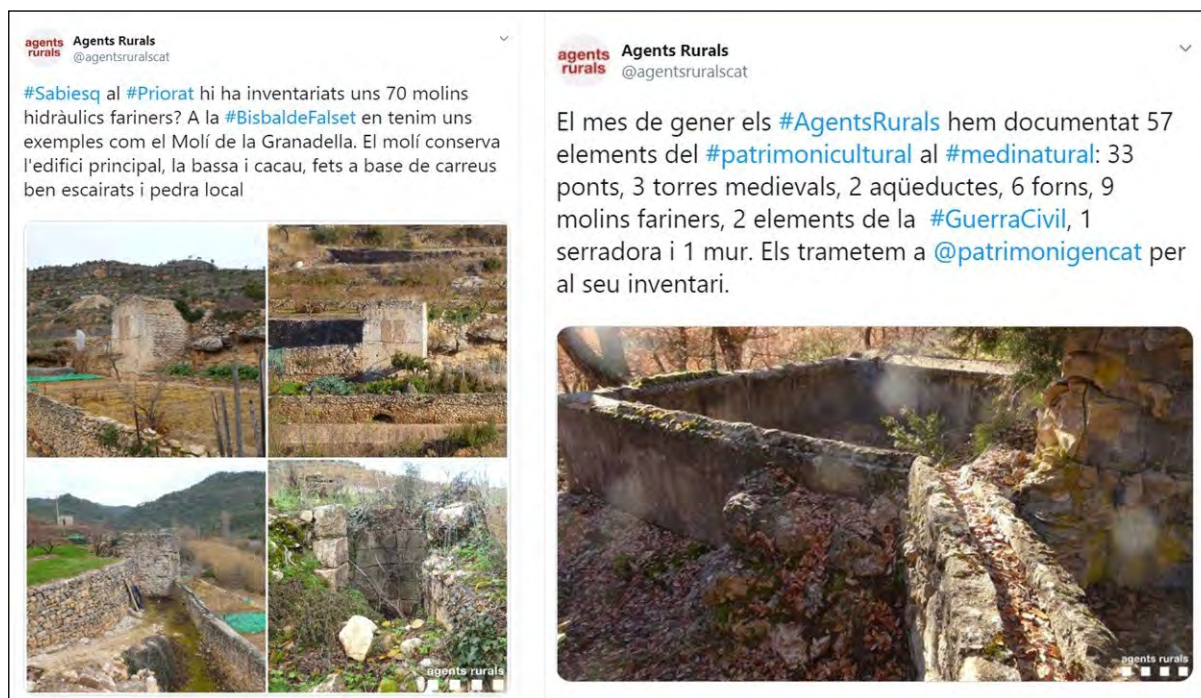 agents
rurals
Agents Rurals
@agentsruralscat
#Sabiesq al #Priorat hi ha inventariats uns 70 molins
hidràulics fariners? A la #BisbaldeFalset en tenim uns
exemples com el Molí de la Granadella. El molí conserva
l'edifici principal, la bassa i cacau, fets a base de carreus
ben escairats i pedra local
agents rurals
agents
rurals
Agents Rurals
@agentsruralscat
El mes de gener els #AgentsRurals hem documentat 57
elements del #patrimonicultural al #medinatural: 33
ponts, 3 torres medievals, 2 aqüeductes, 6 forns, 9
molins fariners, 2 elements de la #GuerraCivil, 1
serradora i 1 mur. Els trametem a @patrimonigencat per
al seu inventari.
agents rurals